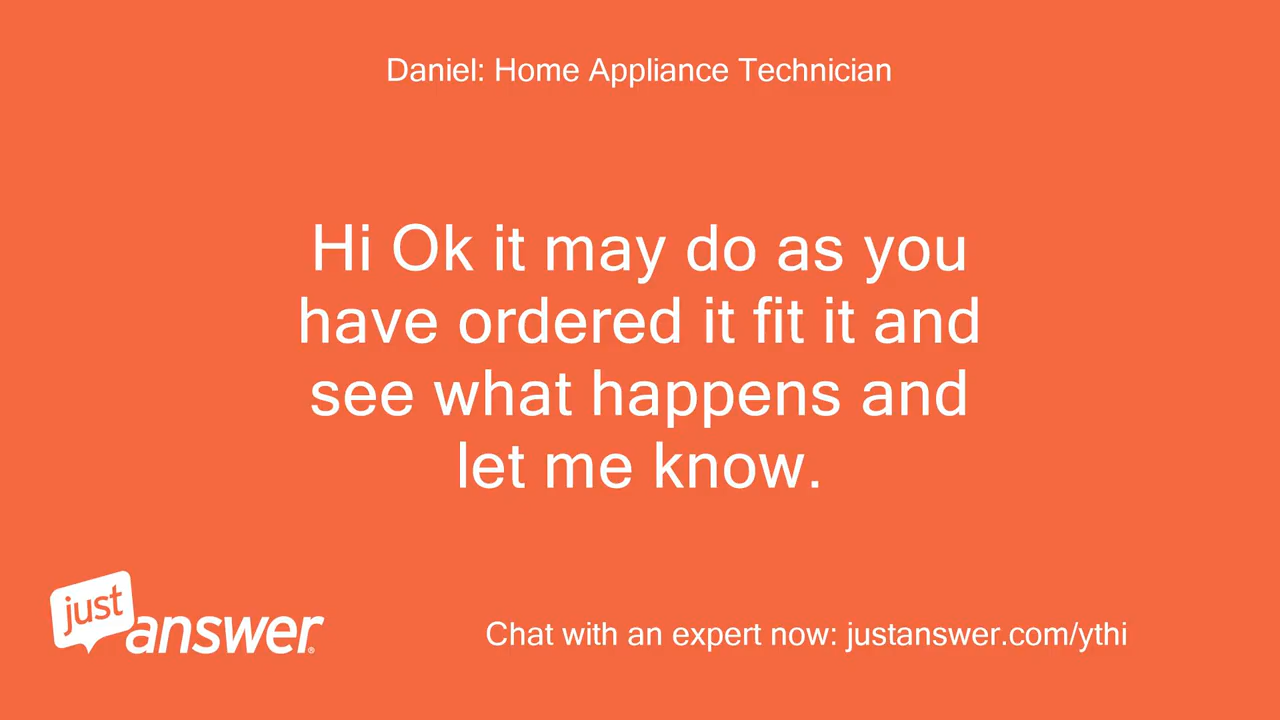 Daniel: Home Appliance Technician
Hi Ok it may do as you
have ordered it fit it and
see what happens and
let me know.
just
answer®
Chat with an expert now: justanswer.com/ythi